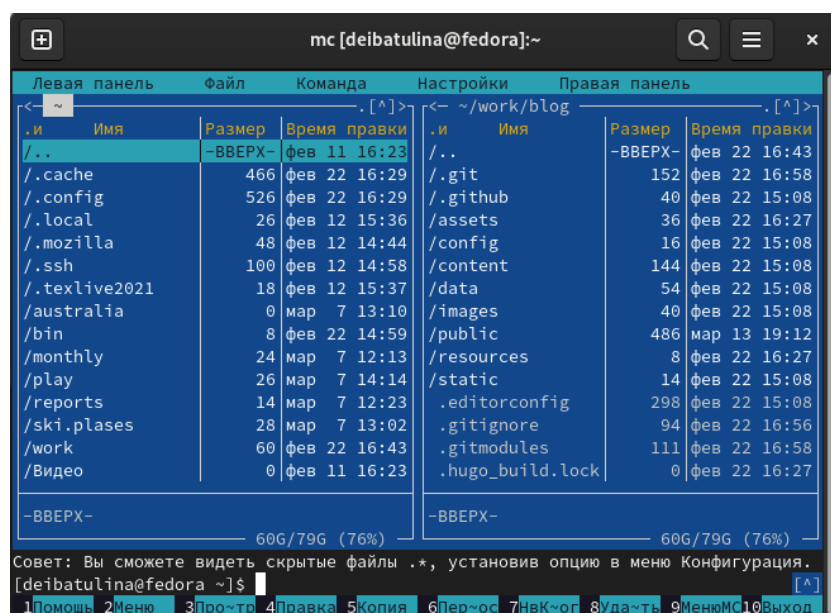 mc [deibatulina@fedora]:~
Левая панель Файл Команда Настройки Правая панель
<— ~ .[^]> <— ~/work/blog .[^]>
.и Имя Размер Время правки .и Имя Размер Время правки
/.. -ВВЕРХ- фев 11 16:23 /.. -ВВЕРХ- фев 22 16:43
/.cache 466 фев 22 16:29 /.git 152 фев 22 16:58
/.config 526 фев 22 16:29 /.github 40 фев 22 15:08
/.local 26 фев 12 15:36 /assets 36 фев 22 16:27
/.mozilla 48 фев 12 14:44 /config 16 фев 22 15:08
/.ssh 100 фев 12 14:58 /content 144 фев 22 15:08
/.texlive2021 18 фев 12 15:37 /data 54 фев 22 15:08
/australia 0 мар 7 13:10 /images 40 фев 22 15:08
/bin 8 фев 22 14:59 /public 486 мар 13 19:12
/monthly 24 мар 7 12:13 /resources 8 фев 22 16:27
/play 26 мар 7 14:14 /static 14 фев 22 15:08
/reports 14 мар 7 12:23 .editorconfig 298 фев 22 15:08
/ski.plases 28 мар 7 13:02 .gitignore 94 фев 22 16:56
/work 60 фев 22 16:43 .gitmodules 111 фев 22 16:58
/Видео 0 фев 11 16:23 .hugo_build.lock 0 фев 22 16:27
-ВВЕРХ- -ВВЕРХ-
60G/79G (76%) 60G/79G (76%)
Совет: Вы сможете видеть скрытые файлы .*, установив опцию в меню Конфигурация.
[deibatulina@fedora ~]$ [^]
1Помощь 2Меню 3Про~тр 4Правка 5Копия 6Пер~ос 7НвК~ог 8Уда~ть 9МенюMC 10Выход